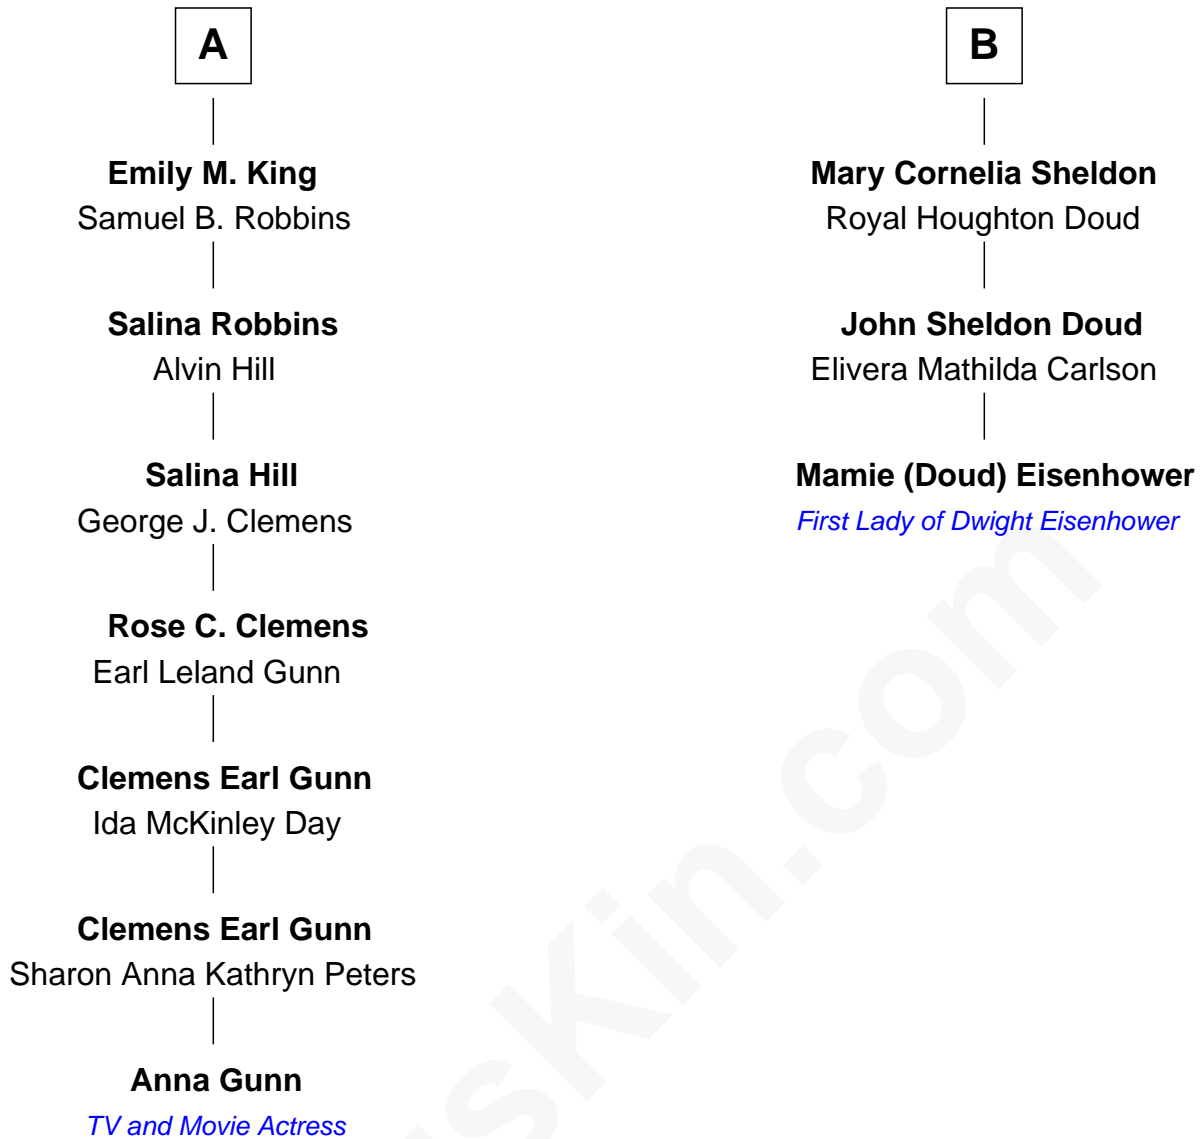 A
Emily M. King
Samuel B. Robbins
Salina Robbins
Alvin Hill
Salina Hill
George J. Clemens
Rose C. Clemens
Earl Leland Gunn
Clemens Earl Gunn
Ida McKinley Day
Clemens Earl Gunn
Sharon Anna Kathryn Peters
Anna Gunn
TV and Movie Actress
B
Mary Cornelia Sheldon
Royal Houghton Doud
John Sheldon Doud
Elivera Mathilda Carlson
Mamie (Doud) Eisenhower
First Lady of Dwight Eisenhower
sKin.com